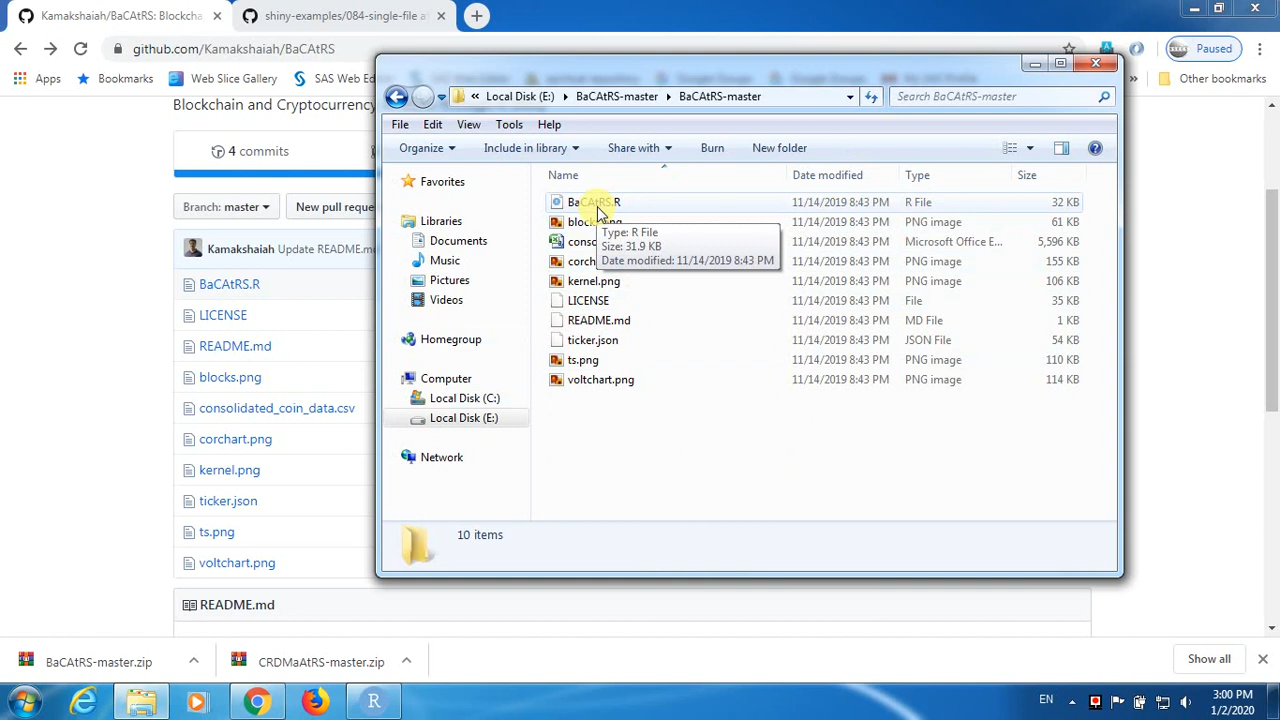 Kamakshaiah/BaCAtRS: Blockcha
shiny-examples/084-single-file at
github.com/Kamakshaiah/BaCAtRS
Paused
Apps
Bookmarks
Web Slice Gallery
SAS Web Edi
»
Other bookmarks
Blockchain and Cryptocurrency
4 commits
Branch: master
New pull reque
Kamakshaiah Update README.m
BaCAtRS.R
LICENSE
README.md
blocks.png
consolidated_coin_data.csv
corchart.png
kernel.png
ticker.json
ts.png
voltchart.png
README.md
« Local Disk (E:) BaCAtRS-master BaCAtRS-master
Search BaCAtRS-master
File Edit View Tools Help
Organize Include in library Share with Burn New folder
Favorites
Libraries
Documents
Music
Pictures
Videos
Homegroup
Computer
Local Disk (C:)
Local Disk (E:)
Network
Name Date modified Type Size
BaCAtRS.R 11/14/2019 8:43 PM R File 32 KB
blocks.png 11/14/2019 8:43 PM PNG image 61 KB
conso 11/14/2019 8:43 PM Microsoft Office E... 5,596 KB
corch 11/14/2019 8:43 PM PNG image 155 KB
kernel.png 11/14/2019 8:43 PM PNG image 106 KB
LICENSE 11/14/2019 8:43 PM File 35 KB
README.md 11/14/2019 8:43 PM MD File 1 KB
ticker.json 11/14/2019 8:43 PM JSON File 54 KB
ts.png 11/14/2019 8:43 PM PNG image 110 KB
voltchart.png 11/14/2019 8:43 PM PNG image 114 KB
Type: R File
Size: 31.9 KB
Date modified: 11/14/2019 8:43 PM
10 items
BaCAtRS-master.zip
CRDMaAtRS-master.zip
Show all
R
EN
3:00 PM
1/2/2020